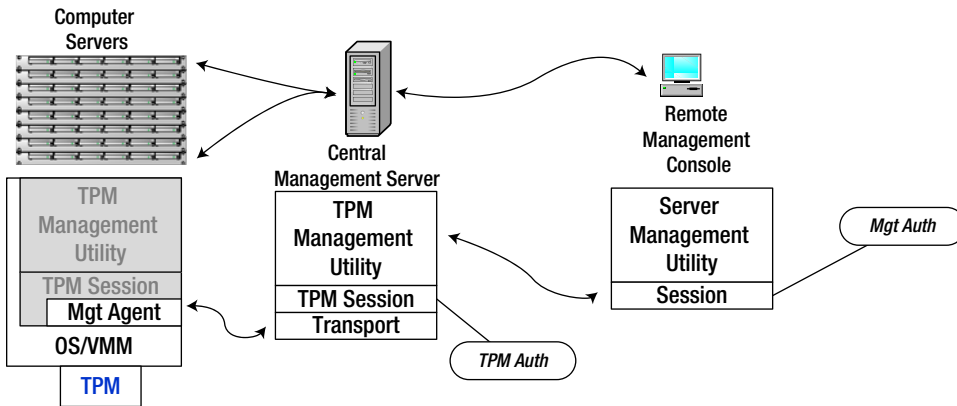 Computer
Servers
Central
Management Server
Remote
Management
Console
TPM
Management
Utility
TPM Session
Mgt Agent
OS/VMM
TPM
TPM
Management
Utility
TPM Session
Transport
TPM Auth
Server
Management
Utility
Session
Mgt Auth